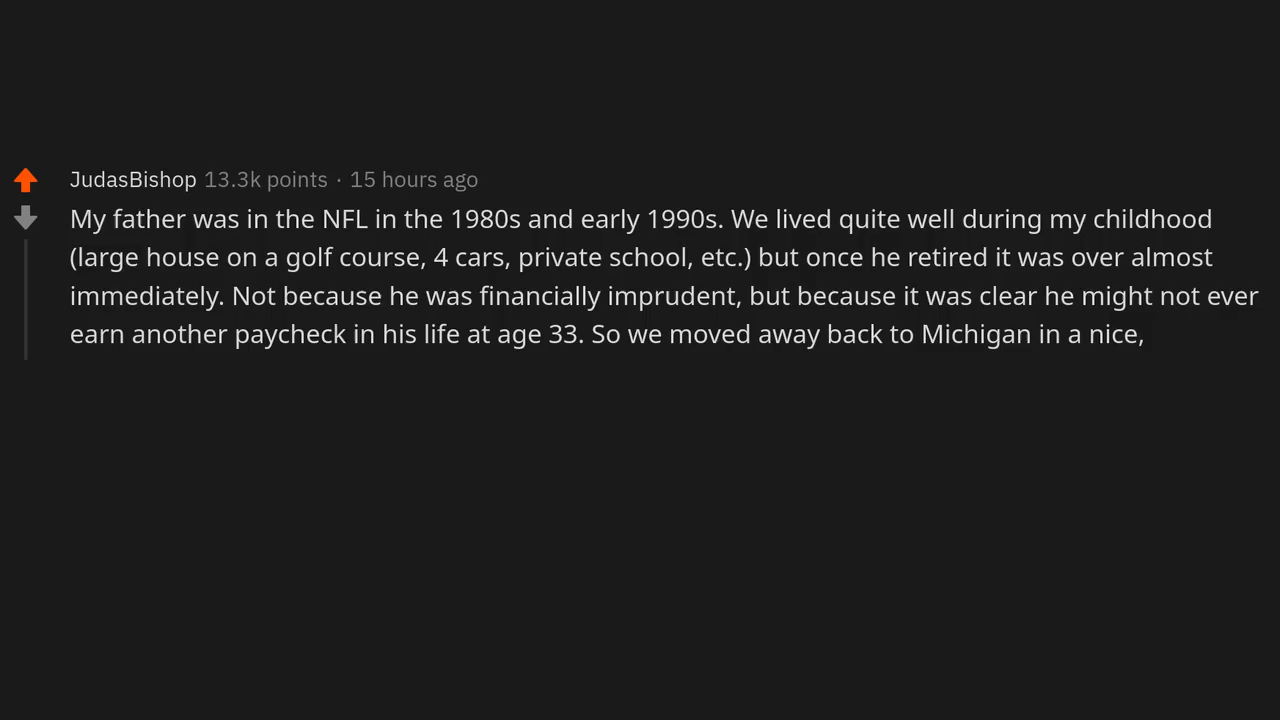 JudasBishop 13.3k points · 15 hours ago
My father was in the NFL in the 1980s and early 1990s. We lived quite well during my childhood
(large house on a golf course, 4 cars, private school, etc.) but once he retired it was over almost
immediately. Not because he was financially imprudent, but because it was clear he might not ever
earn another paycheck in his life at age 33. So we moved away back to Michigan in a nice,